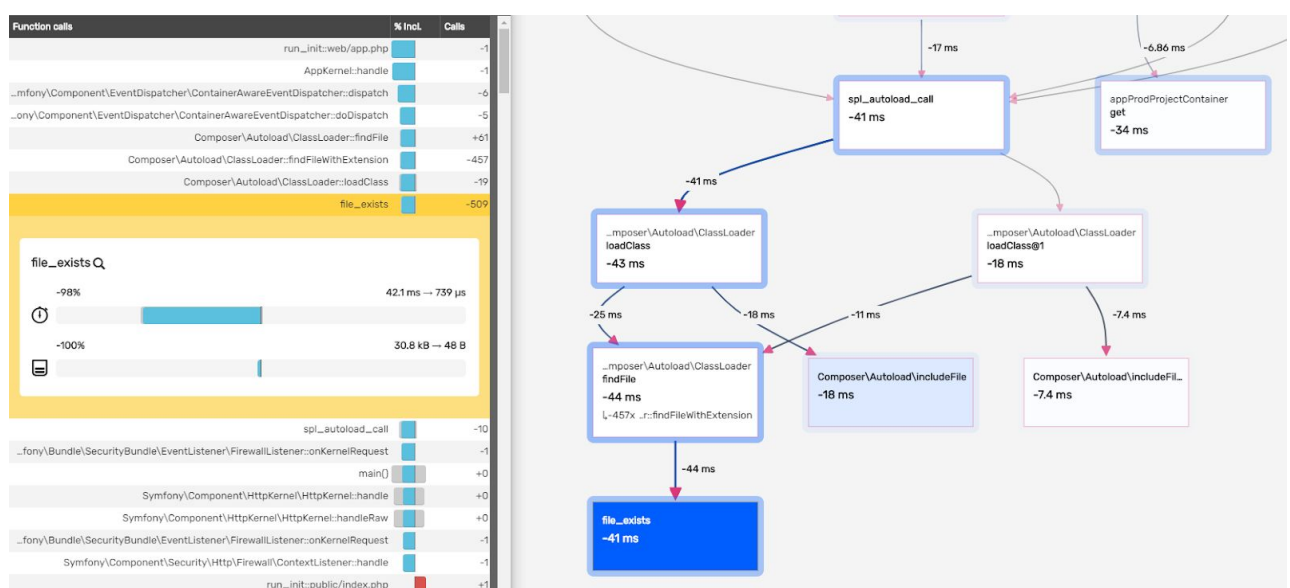 Function calls % Incl. Calls
run_init::web/app.php -1
AppKernel::handle -1
…mfony\Component\EventDispatcher\ContainerAwareEventDispatcher::dispatch -6
…ony\Component\EventDispatcher\ContainerAwareEventDispatcher::doDispatch -5
Composer\Autoload\ClassLoader::findFile +61
Composer\Autoload\ClassLoader::findFileWithExtension -457
Composer\Autoload\ClassLoader::loadClass -19
file_exists -509
file_exists
-98% 42.1 ms → 739 µs
-100% 30.8 kB → 48 B
spl_autoload_call -10
…fony\Bundle\SecurityBundle\EventListener\FirewallListener::onKernelRequest -1
main() +0
Symfony\Component\HttpKernel\HttpKernel::handle +0
Symfony\Component\HttpKernel\HttpKernel::handleRaw +0
…fony\Bundle\SecurityBundle\EventListener\FirewallListener::onKernelRequest -1
Symfony\Component\Security\Http\Firewall\ContextListener::handle -1
run_init::public/index.php +1
-17 ms
-6.86 ms
spl_autoload_call
-41 ms
appProdProjectContainer
get
-34 ms
-41 ms
…mposer\Autoload\ClassLoader
loadClass
-43 ms
…mposer\Autoload\ClassLoader
loadClass@1
-18 ms
-25 ms
-18 ms
-11 ms
-7.4 ms
…mposer\Autoload\ClassLoader
findFile
-44 ms
↳-457x …r::findFileWithExtension
Composer\Autoload\includeFile
-18 ms
Composer\Autoload\includeFil…
-7.4 ms
-44 ms
file_exists
-41 ms